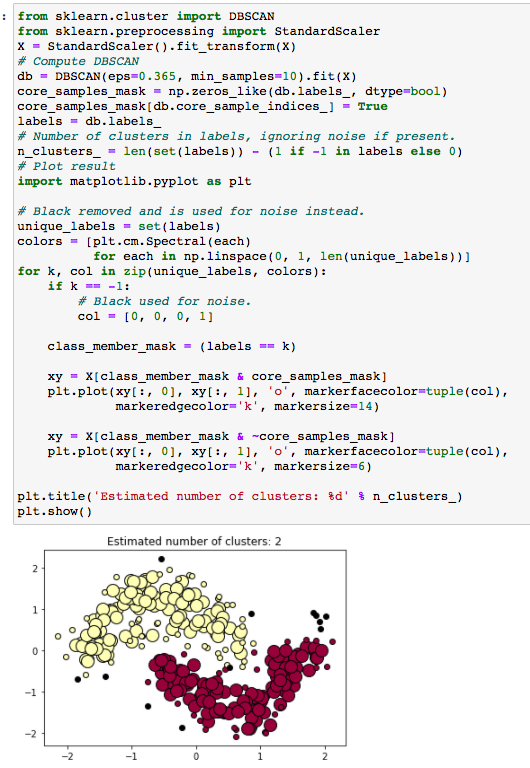 : from sklearn.cluster import DBSCAN
from sklearn.preprocessing import StandardScaler
X = StandardScaler().fit_transform(X)
# Compute DBSCAN
db = DBSCAN(eps=0.365, min_samples=10).fit(X)
core_samples_mask = np.zeros_like(db.labels_, dtype=bool)
core_samples_mask[db.core_sample_indices_] = True
labels = db.labels_
# Number of clusters in labels, ignoring noise if present.
n_clusters_ = len(set(labels)) - (1 if -1 in labels else 0)
# Plot result
import matplotlib.pyplot as plt

# Black removed and is used for noise instead.
unique_labels = set(labels)
colors = [plt.cm.Spectral(each)
          for each in np.linspace(0, 1, len(unique_labels))]
for k, col in zip(unique_labels, colors):
    if k == -1:
        # Black used for noise.
        col = [0, 0, 0, 1]

    class_member_mask = (labels == k)

    xy = X[class_member_mask & core_samples_mask]
    plt.plot(xy[:, 0], xy[:, 1], 'o', markerfacecolor=tuple(col),
             markeredgecolor='k', markersize=14)

    xy = X[class_member_mask & ~core_samples_mask]
    plt.plot(xy[:, 0], xy[:, 1], 'o', markerfacecolor=tuple(col),
             markeredgecolor='k', markersize=6)

plt.title('Estimated number of clusters: %d' % n_clusters_)
plt.show()
Estimated number of clusters: 2
2
1
0
−1
−2
−2 −1 0 1 2